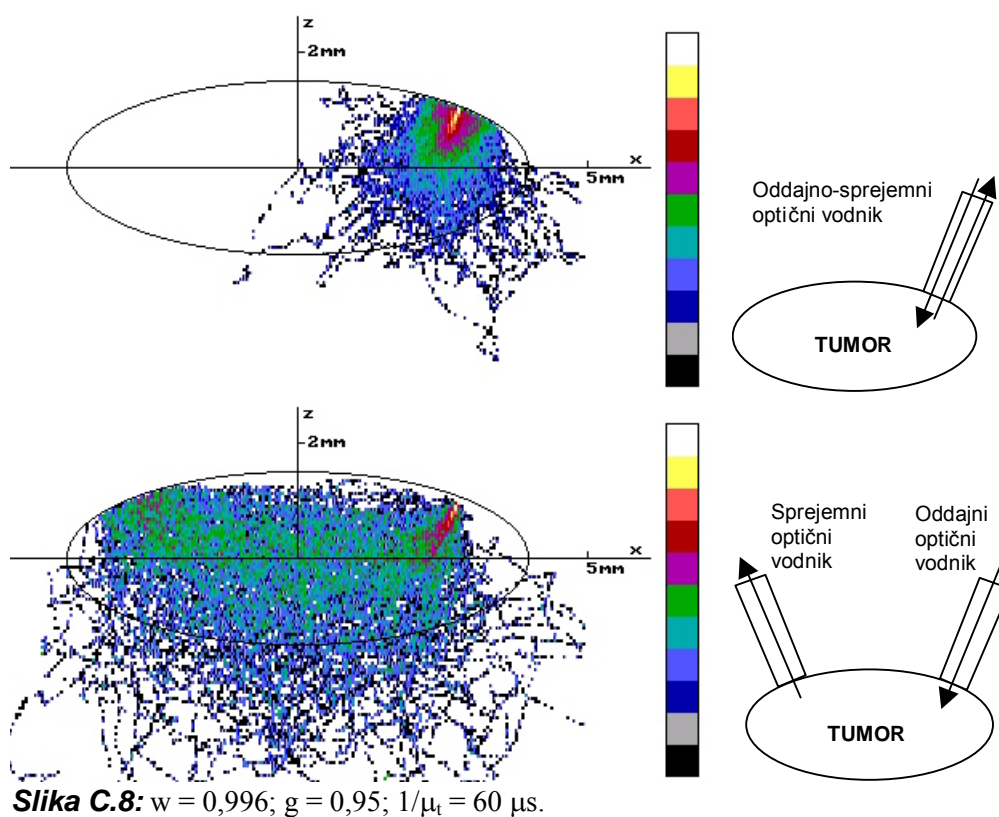 z
2mm
x
5mm
Oddajno-sprejemni
optični vodnik
TUMOR
z
2mm
x
5mm
Sprejemni
optični
vodnik
Oddajni
optični
vodnik
TUMOR
Slika C.8: w = 0,996; g = 0,95; 1/μt = 60 μs.